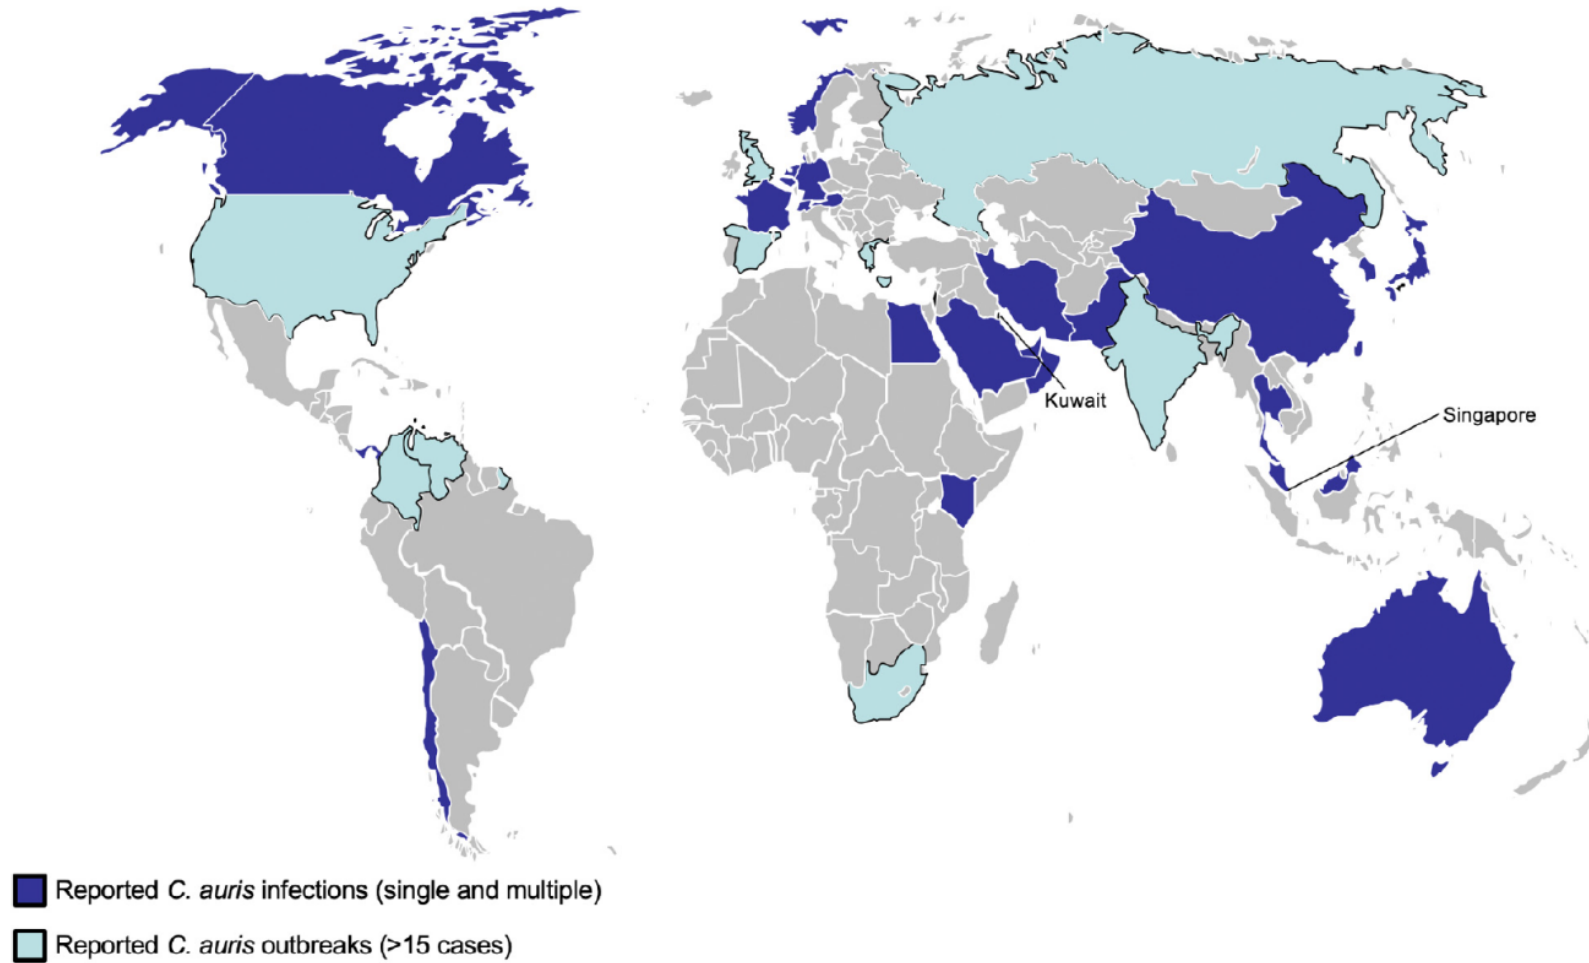 Kuwait
Singapore
Reported C. auris infections (single and multiple)
Reported C. auris outbreaks (>15 cases)